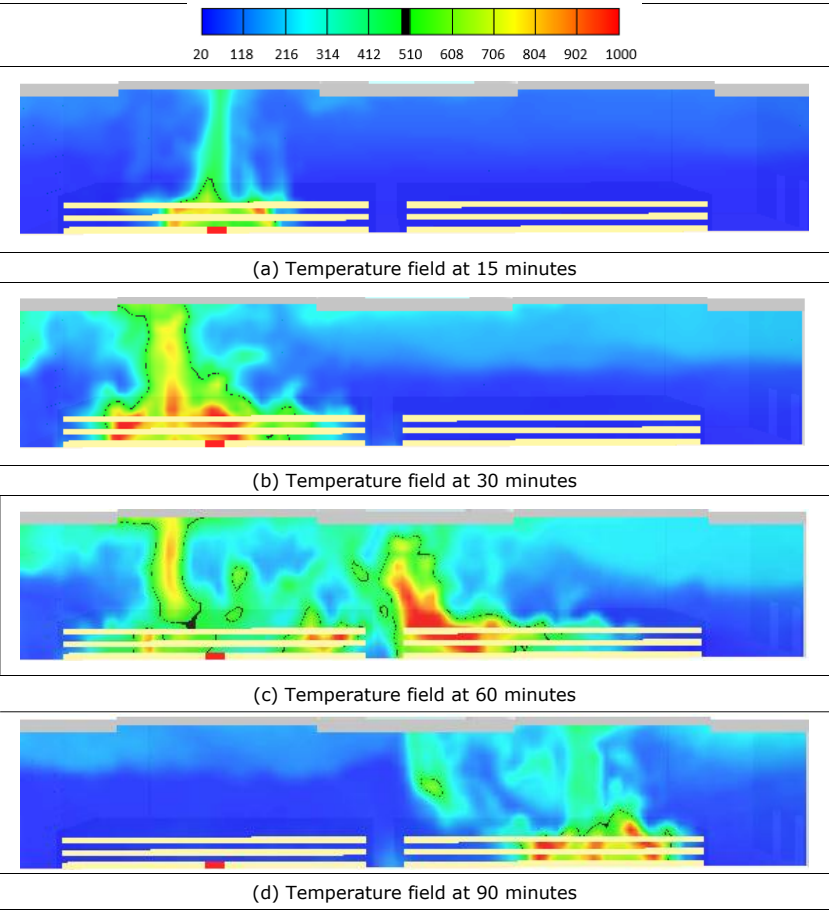 20 118 216 314 412 510 608 706 804 902 1000
(a) Temperature field at 15 minutes
(b) Temperature field at 30 minutes
(c) Temperature field at 60 minutes
(d) Temperature field at 90 minutes